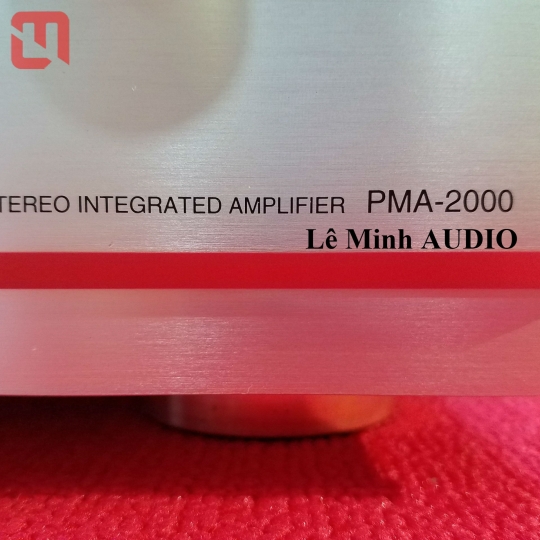 TEREO INTEGRATED AMPLIFIER PMA-2000
Lê Minh AUDIO